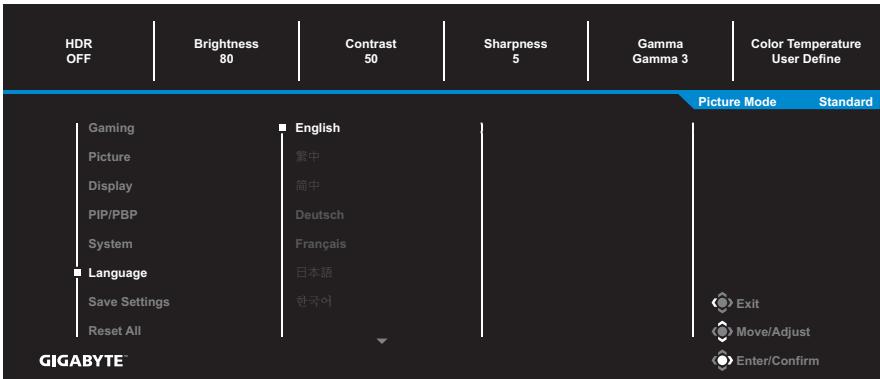 HDR
OFF
Brightness
80
Contrast
50
Sharpness
5
Gamma
Gamma 3
Color Temperature
User Define
Picture Mode Standard
Gaming
Picture
Display
PIP/PBP
System
Language
Save Settings
Reset All
English
繁中
简中
Deutsch
Français
日本語
한국어
Exit
Move/Adjust
Enter/Confirm
GIGABYTE™